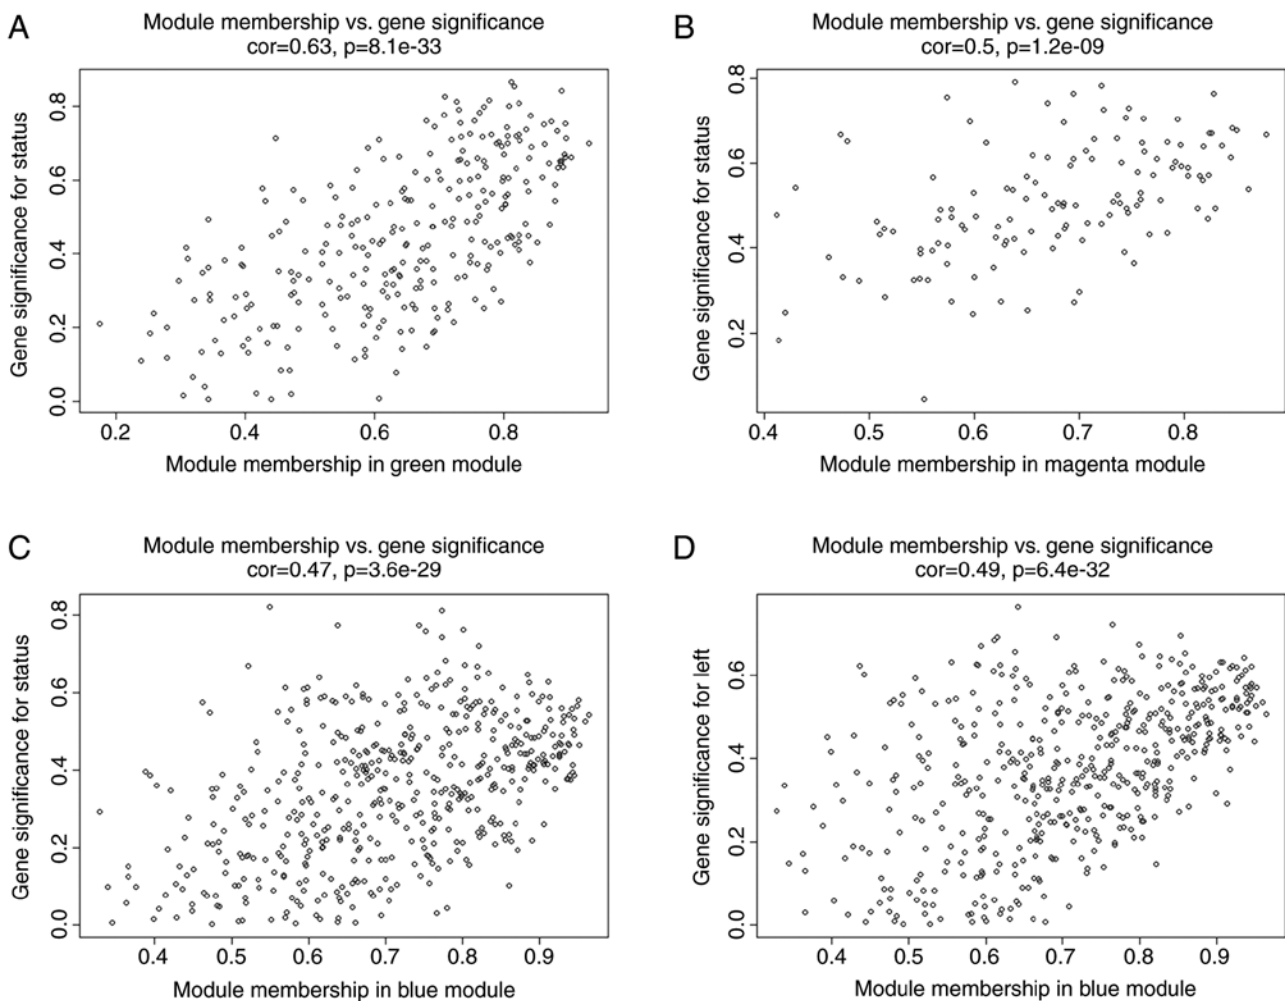 A
Module membership vs. gene significance
cor=0.63, p=8.1e-33
Gene significance for status
0.8
0.6
0.4
0.2
0.0
0.2 0.4 0.6 0.8
Module membership in green module
B
Module membership vs. gene significance
cor=0.5, p=1.2e-09
Gene significance for status
0.8
0.6
0.4
0.2
0.4 0.5 0.6 0.7 0.8
Module membership in magenta module
C
Module membership vs. gene significance
cor=0.47, p=3.6e-29
Gene significance for status
0.8
0.6
0.4
0.2
0.0
0.4 0.5 0.6 0.7 0.8 0.9
Module membership in blue module
D
Module membership vs. gene significance
cor=0.49, p=6.4e-32
Gene significance for left
0.6
0.4
0.2
0.0
0.4 0.5 0.6 0.7 0.8 0.9
Module membership in blue module